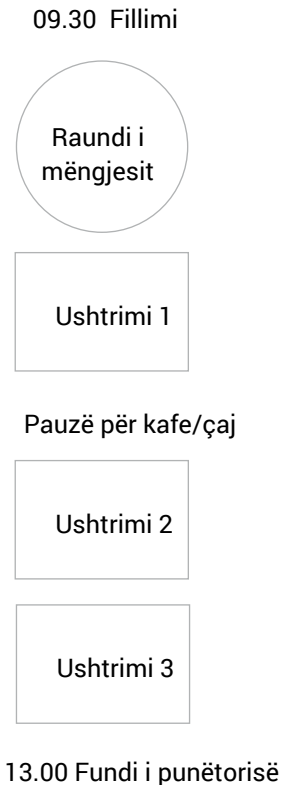 09.30 Fillimi
Raundi i
mëngjesit
Ushtrimi 1
Pauzë për kafe/çaj
Ushtrimi 2
Ushtrimi 3
13.00 Fundi i punëtorisë